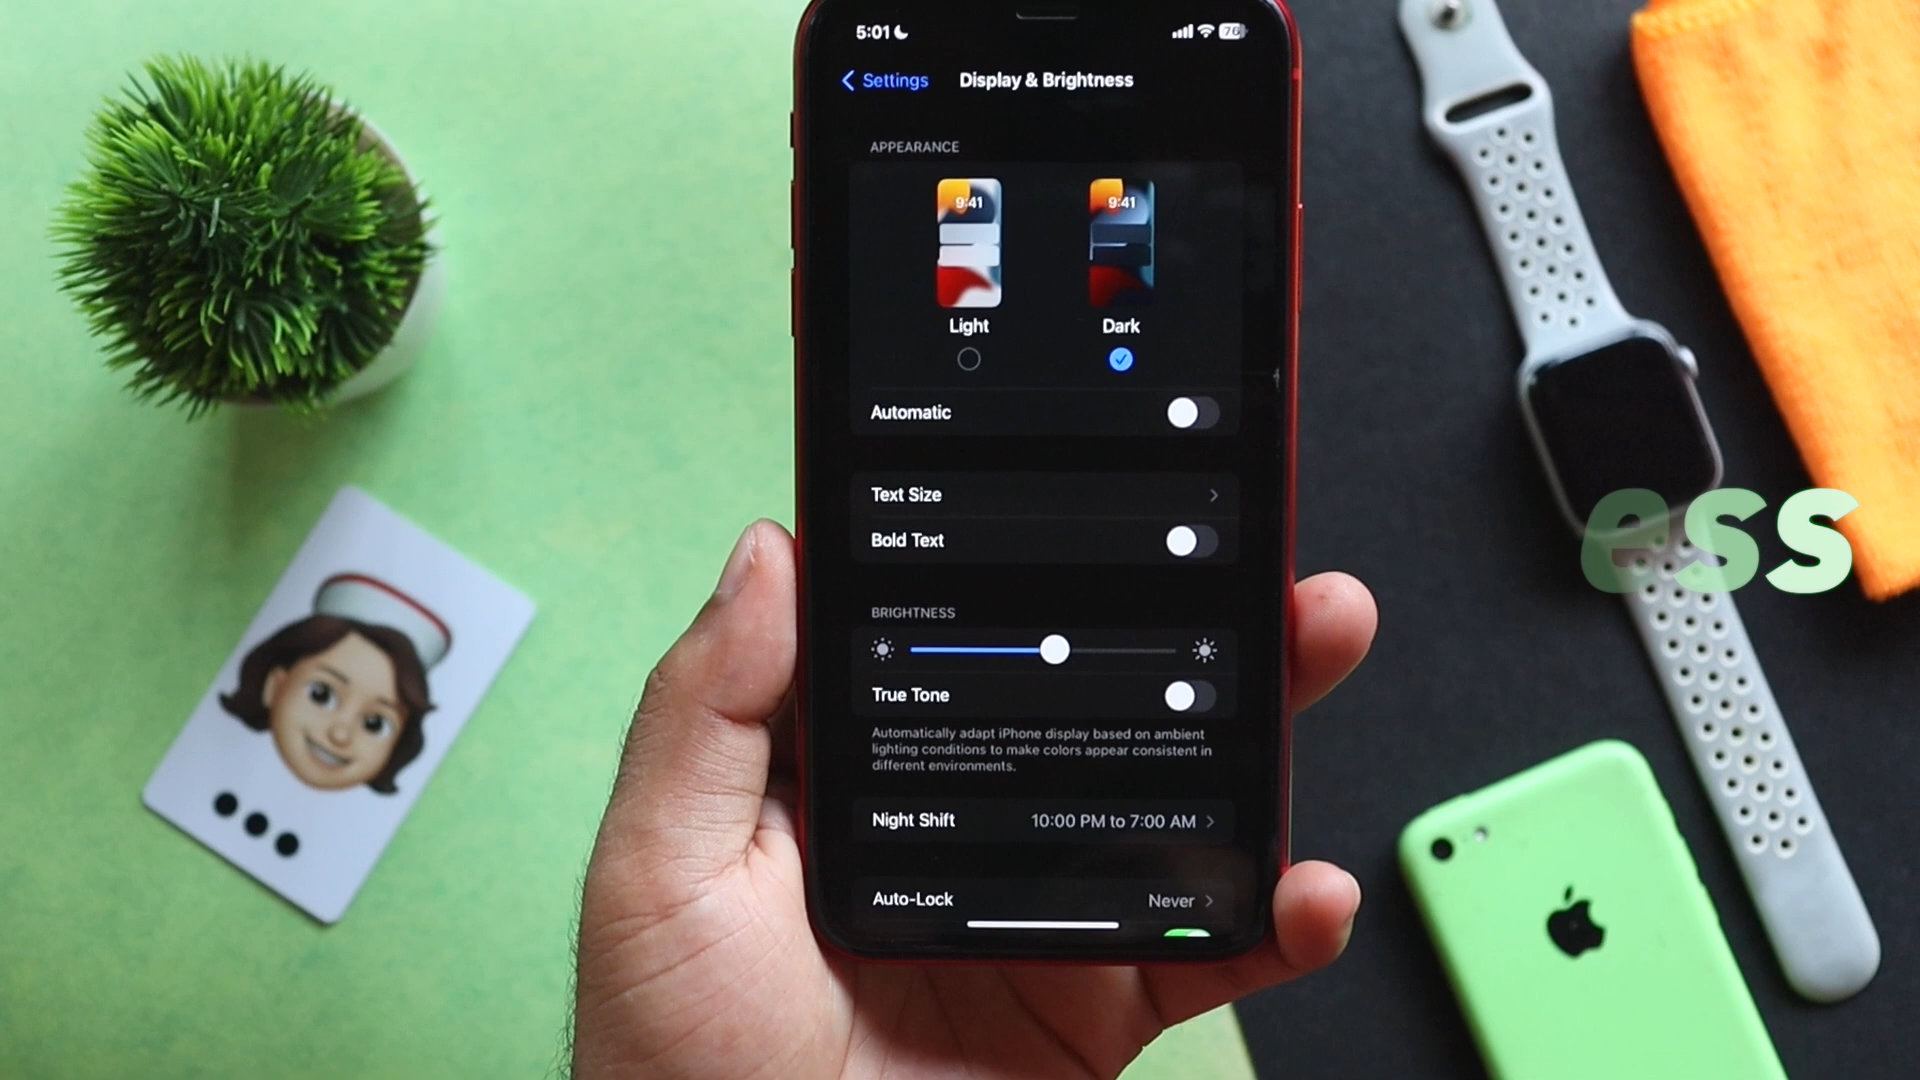 5:01
76
Settings
Display & Brightness
APPEARANCE
9:41
9:41
Light
Dark
Automatic
Text Size
Bold Text
BRIGHTNESS
True Tone
Automatically adapt iPhone display based on ambient
lighting conditions to make colors appear consistent in
different environments.
Night Shift
10:00 PM to 7:00 AM
Auto-Lock
Never
ess